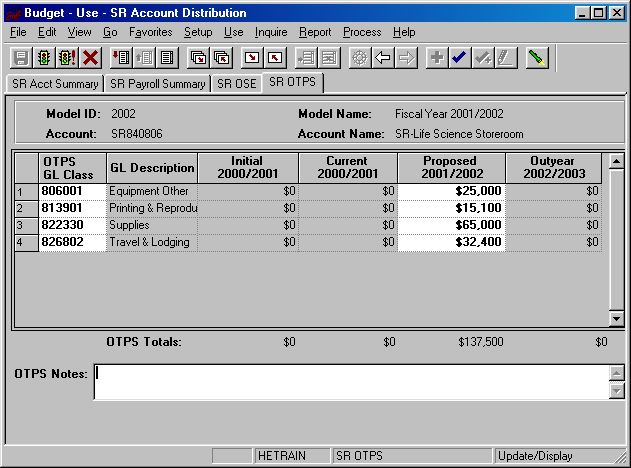 Budget - Use - SR Account Distribution
File Edit View Go Favorites Setup Use Inquire Report Process Help
SR Acct Summary SR Payroll Summary SR OSE SR OTPS
Model ID: 2002 Model Name: Fiscal Year 2001/2002
Account: SR840806 Account Name: SR-Life Science Storeroom
OTPS GL Description Initial Current Proposed Outyear
GL Class 2000/2001 2000/2001 2001/2002 2002/2003
1 806001 Equipment Other $0 $0 $25,000 $0
2 813901 Printing & Reprodu $0 $0 $15,100 $0
3 822330 Supplies $0 $0 $65,000 $0
4 826802 Travel & Lodging $0 $0 $32,400 $0
OTPS Totals: $0 $0 $137,500 $0
OTPS Notes:
HETRAIN SR OTPS Update/Display